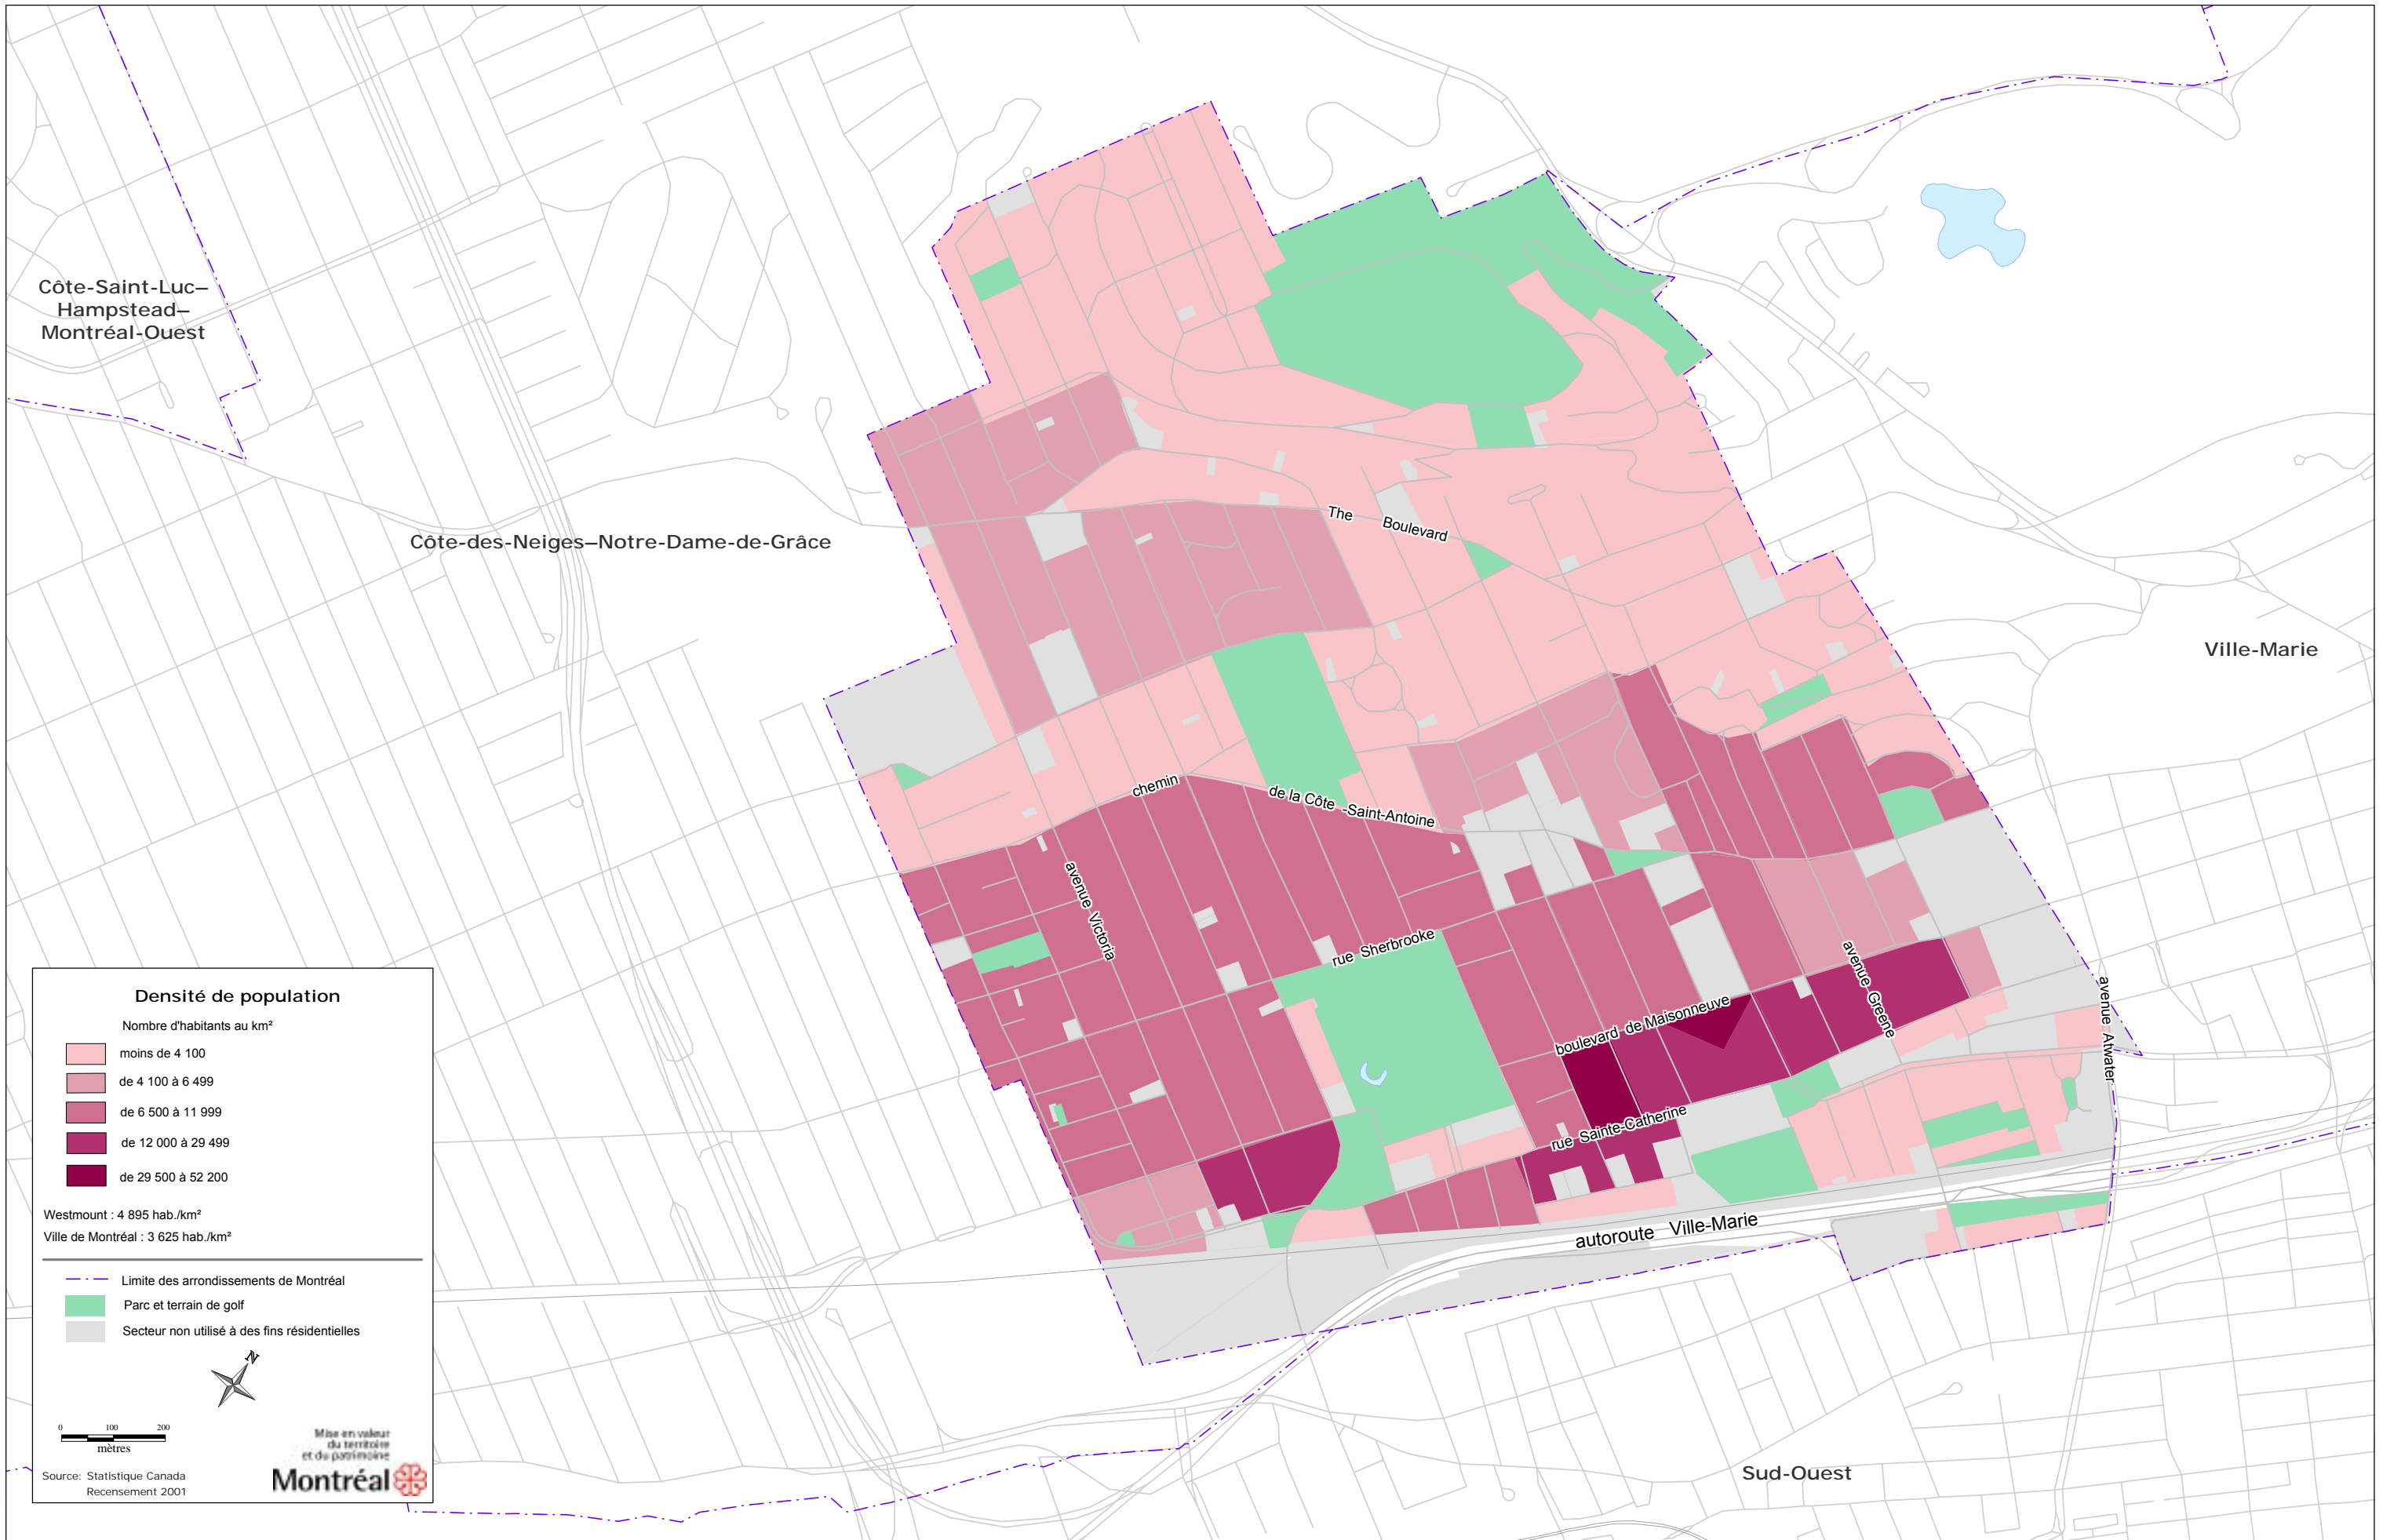 Côte-Saint-Luc–
Hampstead–
Montréal-Ouest
Côte-des-Neiges–Notre-Dame-de-Grâce
Ville-Marie
The Boulevard
chemin de la Côte -Saint-Antoine
avenue Victoria
rue Sherbrooke
boulevard de Maisonneuve
avenue Greene
avenue Atwater
rue Sainte-Catherine
autoroute Ville-Marie
Sud-Ouest
Densité de population
Nombre d'habitants au km²
moins de 4 100
de 4 100 à 6 499
de 6 500 à 11 999
de 12 000 à 29 499
de 29 500 à 52 200
Westmount : 4 895 hab./km²
Ville de Montréal : 3 625 hab./km²
Limite des arrondissements de Montréal
Parc et terrain de golf
Secteur non utilisé à des fins résidentielles
N
0 100 200
mètres
Mise en valeur
du territoire
et du patrimoine
Montréal
Source: Statistique Canada
Recensement 2001